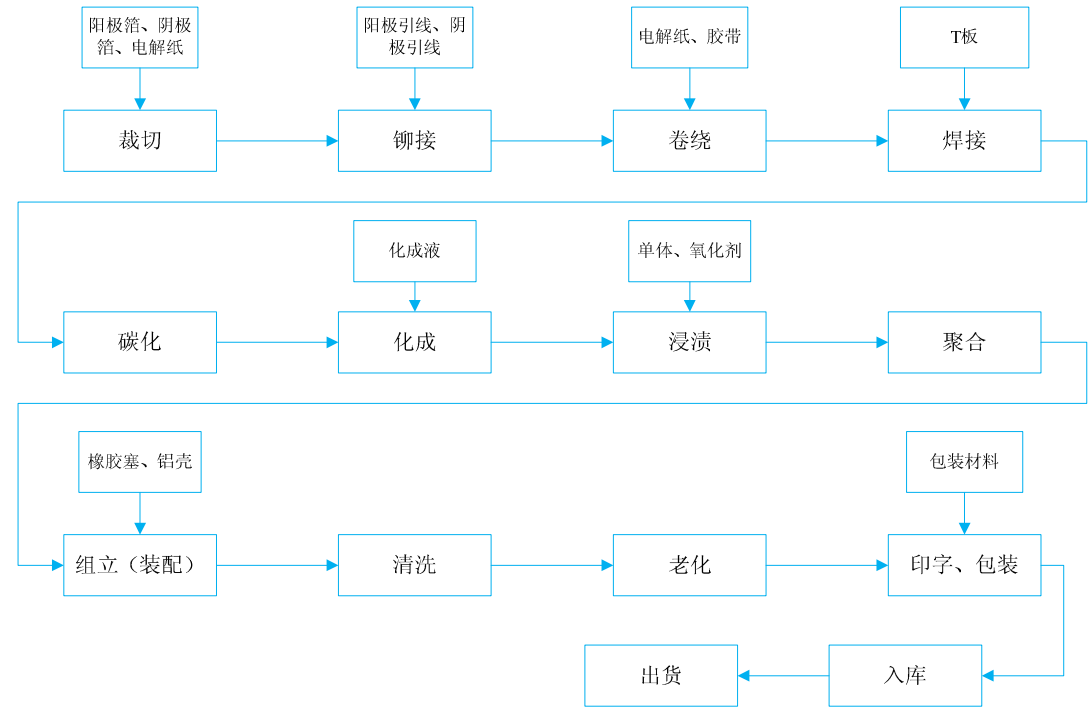 阳极箔、阴极
箔、电解纸
阳极引线、阴
极引线
电解纸、胶带
T板
裁切
铆接
卷绕
焊接
化成液
单体、氧化剂
碳化
化成
浸渍
聚合
橡胶塞、铝壳
包装材料
组立（装配）
清洗
老化
印字、包装
出货
入库